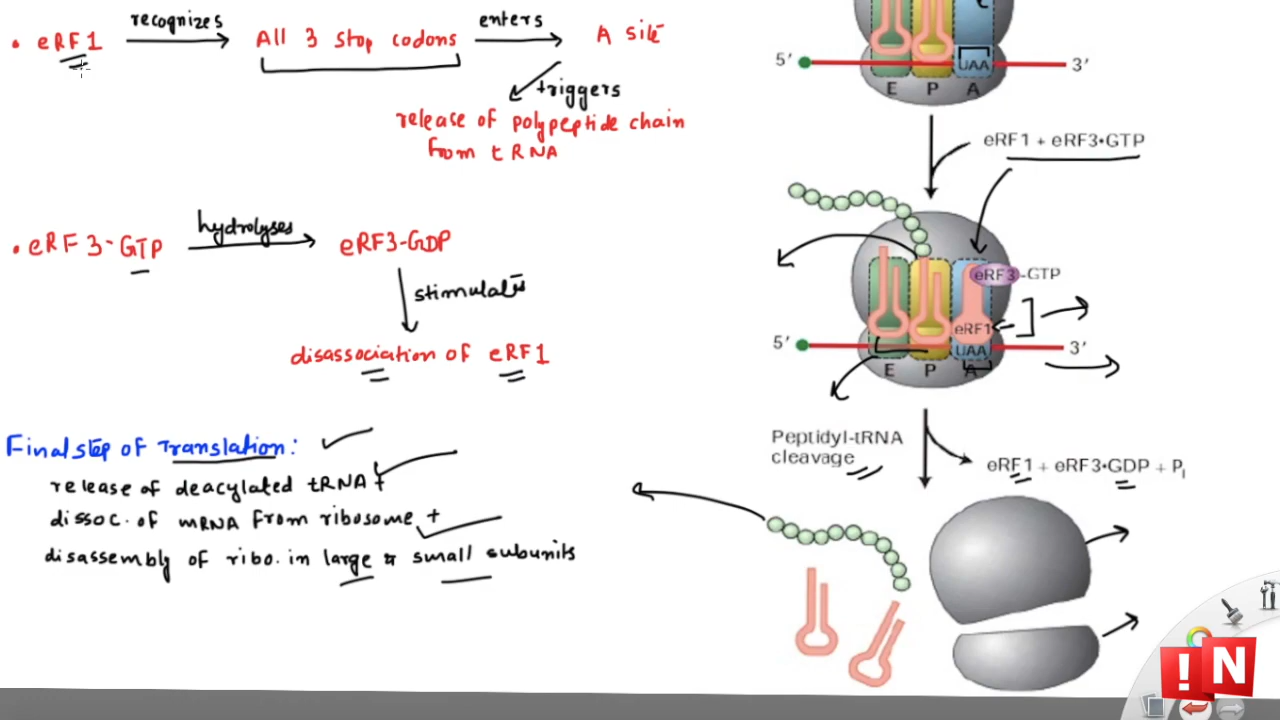 • eRF1 recognizes All 3 stop codons enters A site
triggers
release of polypeptide chain
from tRNA
• eRF3-GTP hydrolyses eRF3-GDP
stimulates
disassociation of eRF1
Final step of Translation:
release of deacylated tRNA +
dissoc. of mRNA from ribosome +
disassembly of ribo. in large & small subunits
5′ UAA 3′
E P A
eRF1 + eRF3•GTP
eRF3-GTP
eRF1
5′ UAA 3′
E P A
Peptidyl-tRNA
cleavage
eRF1 + eRF3•GDP + Pi
!N